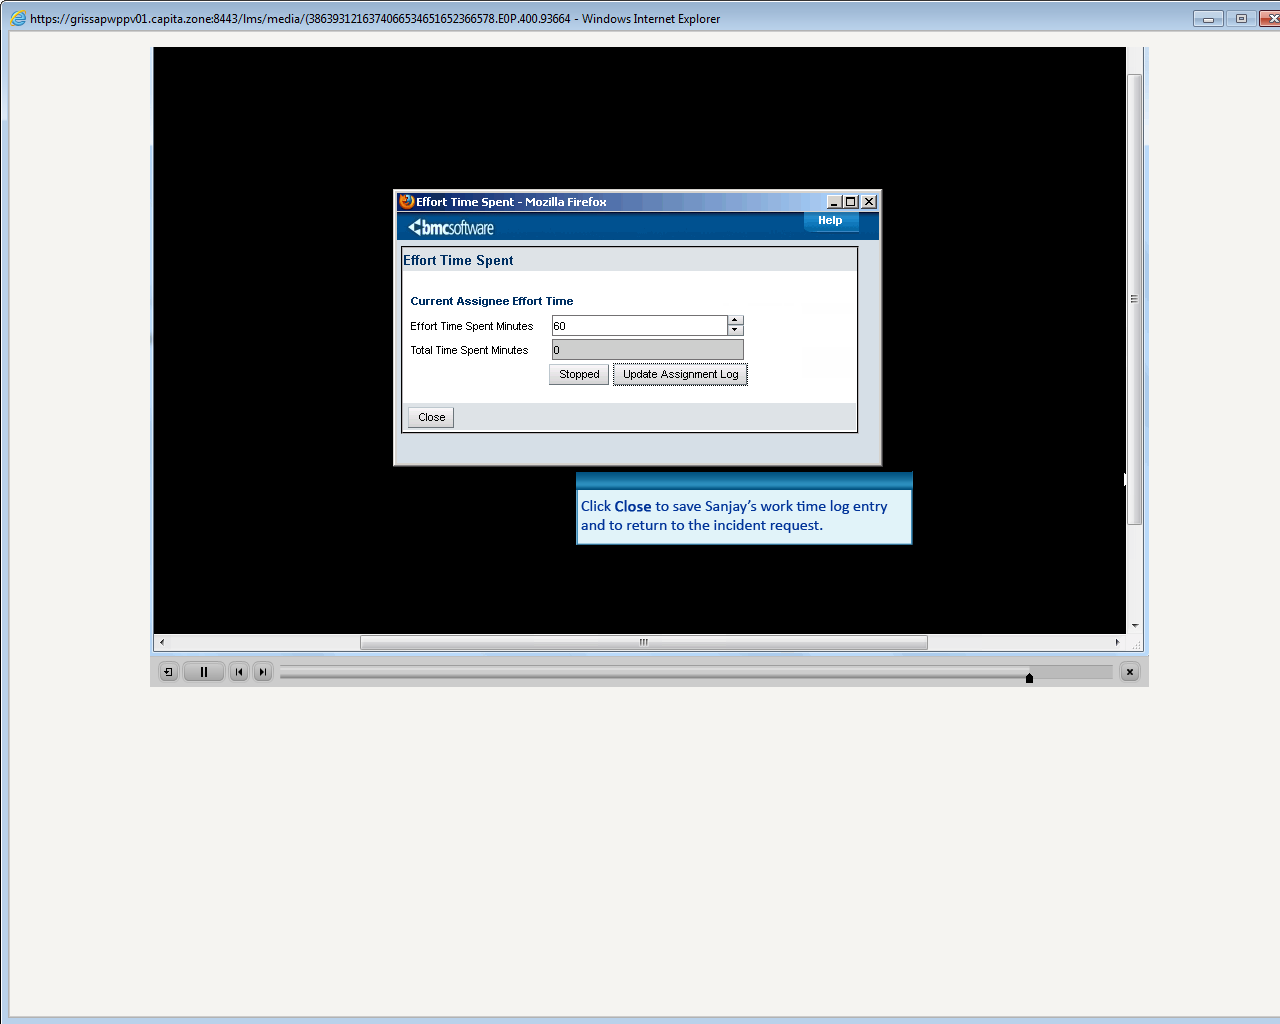 https://grissapwppv01.capita.zone:8443/lms/media/(3863931216374066534651652366578.E0P.400.93664 - Windows Internet Explorer
Effort Time Spent - Mozilla Firefox
bmcsoftware
Help
Effort Time Spent
Current Assignee Effort Time
Effort Time Spent Minutes 60
Total Time Spent Minutes 0
Stopped Update Assignment Log
Close
Click Close to save Sanjay’s work time log entry
and to return to the incident request.